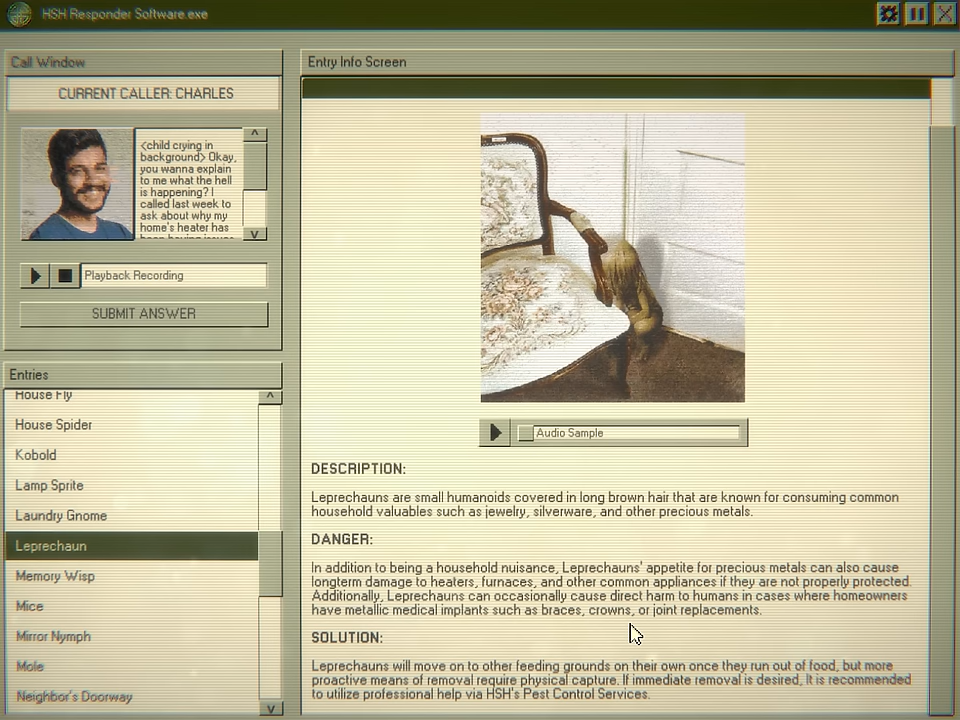 HSH Responder Software.exe
Call Window
CURRENT CALLER: CHARLES
<child crying in
background> Okay,
you wanna explain
to me what the hell
is happening? I
called last week to
ask about why my
home's heater has
been having issues
Playback Recording
SUBMIT ANSWER
Entries
House Fly
House Spider
Kobold
Lamp Sprite
Laundry Gnome
Leprechaun
Memory Wisp
Mice
Mirror Nymph
Mole
Neighbor's Doorway
Entry Info Screen
Audio Sample
DESCRIPTION:
Leprechauns are small humanoids covered in long brown hair that are known for consuming common
household valuables such as jewelry, silverware, and other precious metals.
DANGER:
In addition to being a household nuisance, Leprechauns' appetite for precious metals can also cause
longterm damage to heaters, furnaces, and other common appliances if they are not properly protected.
Additionally, Leprechauns can occasionally cause direct harm to humans in cases where homeowners
have metallic medical implants such as braces, crowns, or joint replacements.
SOLUTION:
Leprechauns will move on to other feeding grounds on their own once they run out of food, but more
proactive means of removal require physical capture. If immediate removal is desired, It is recommended
to utilize professional help via HSH's Pest Control Services.